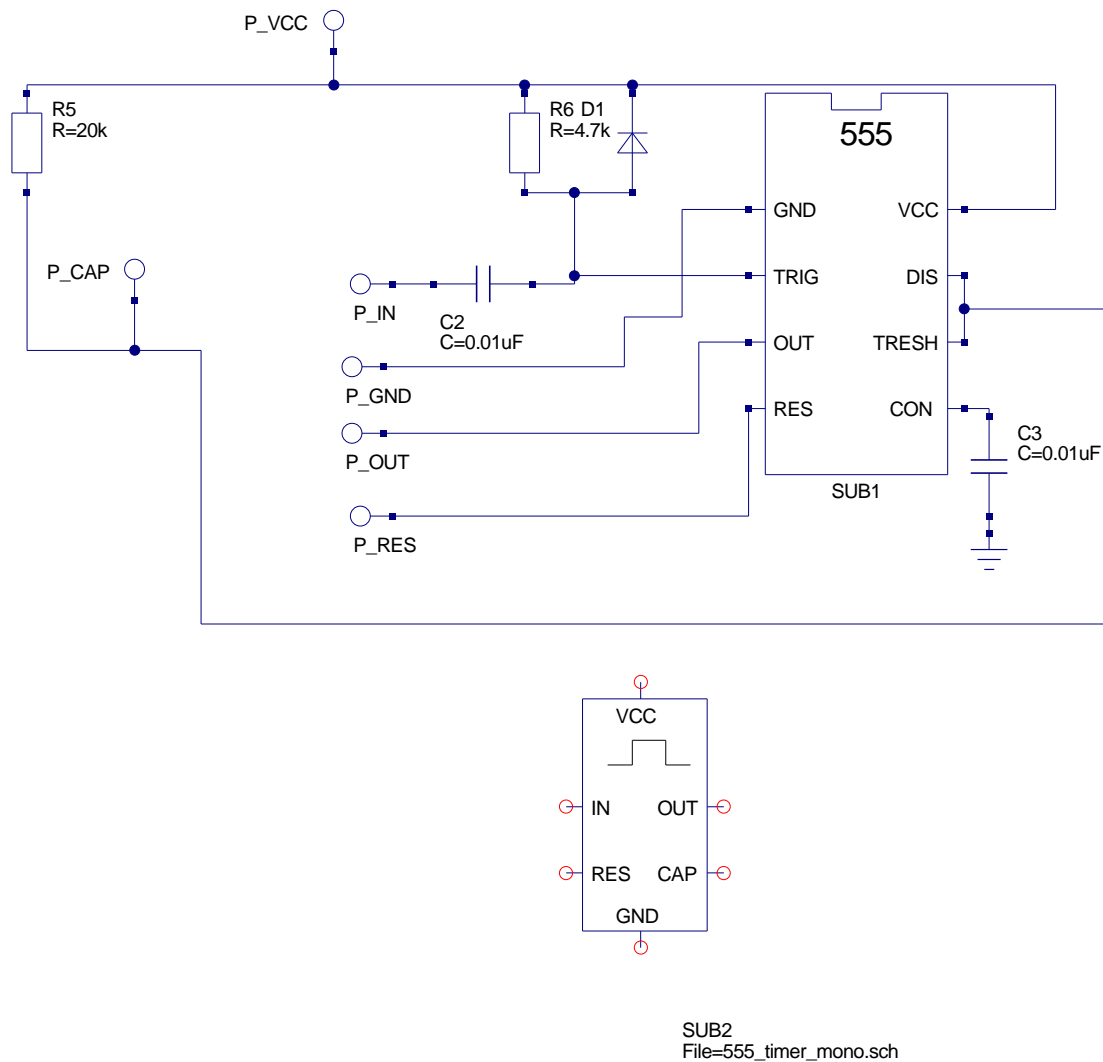 P_VCC
R5
R=20k
R6 D1
R=4.7k
555
GND
VCC
P_CAP
TRIG
DIS
P_IN
C2
C=0.01uF
OUT
TRESH
P_GND
RES
CON
C3
C=0.01uF
P_OUT
SUB1
P_RES
VCC
IN
OUT
RES
CAP
GND
SUB2
File=555_timer_mono.sch